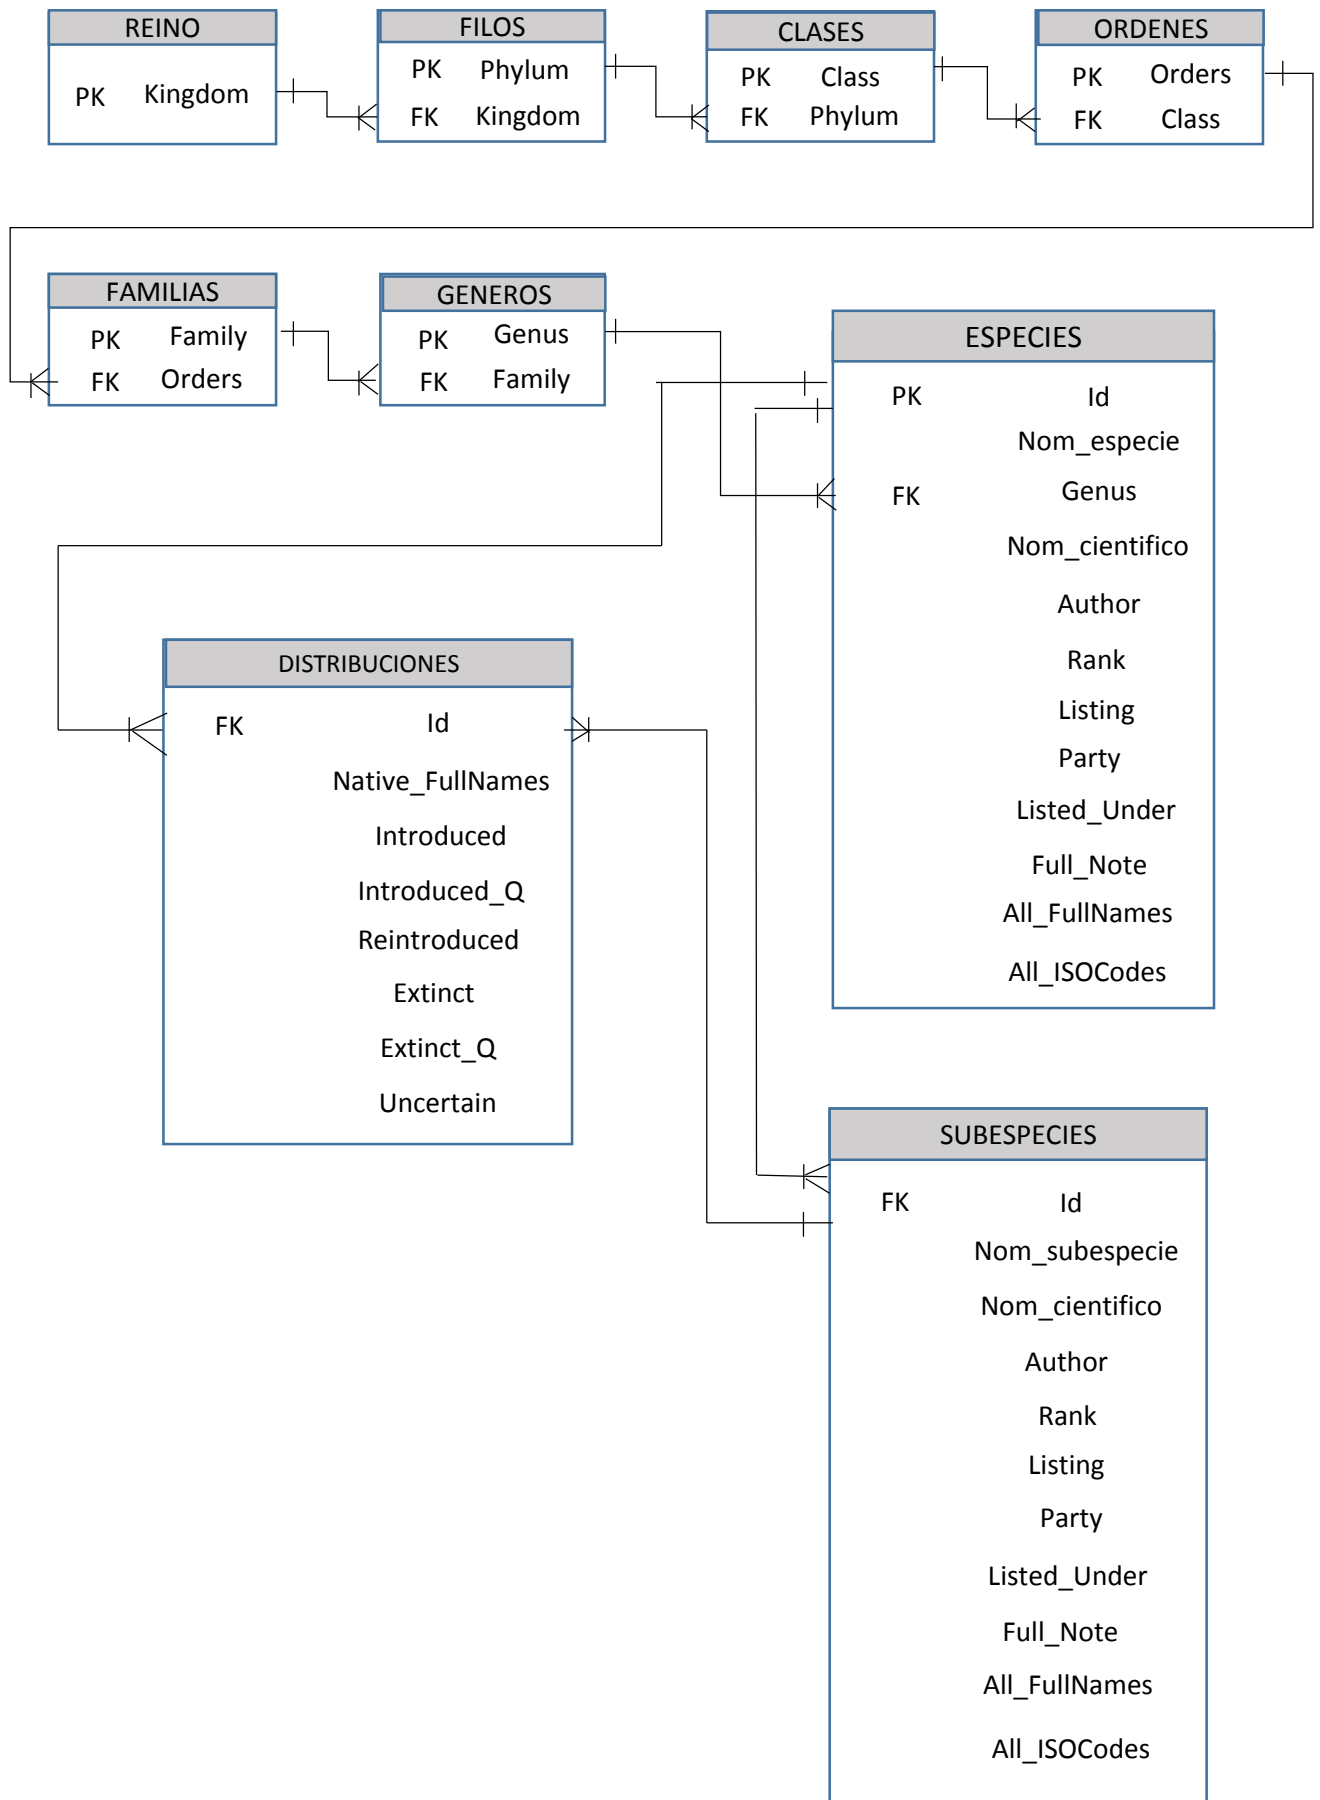 REINO
PK Kingdom
FILOS
PK Phylum
FK Kingdom
CLASES
PK Class
FK Phylum
ORDENES
PK Orders
FK Class
FAMILIAS
PK Family
FK Orders
GENEROS
PK Genus
FK Family
ESPECIES
PK Id
Nom_especie
FK Genus
Nom_cientifico
Author
Rank
Listing
Party
Listed_Under
Full_Note
All_FullNames
All_ISOCodes
DISTRIBUCIONES
FK Id
Native_FullNames
Introduced
Introduced_Q
Reintroduced
Extinct
Extinct_Q
Uncertain
SUBESPECIES
FK Id
Nom_subespecie
Nom_cientifico
Author
Rank
Listing
Party
Listed_Under
Full_Note
All_FullNames
All_ISOCodes